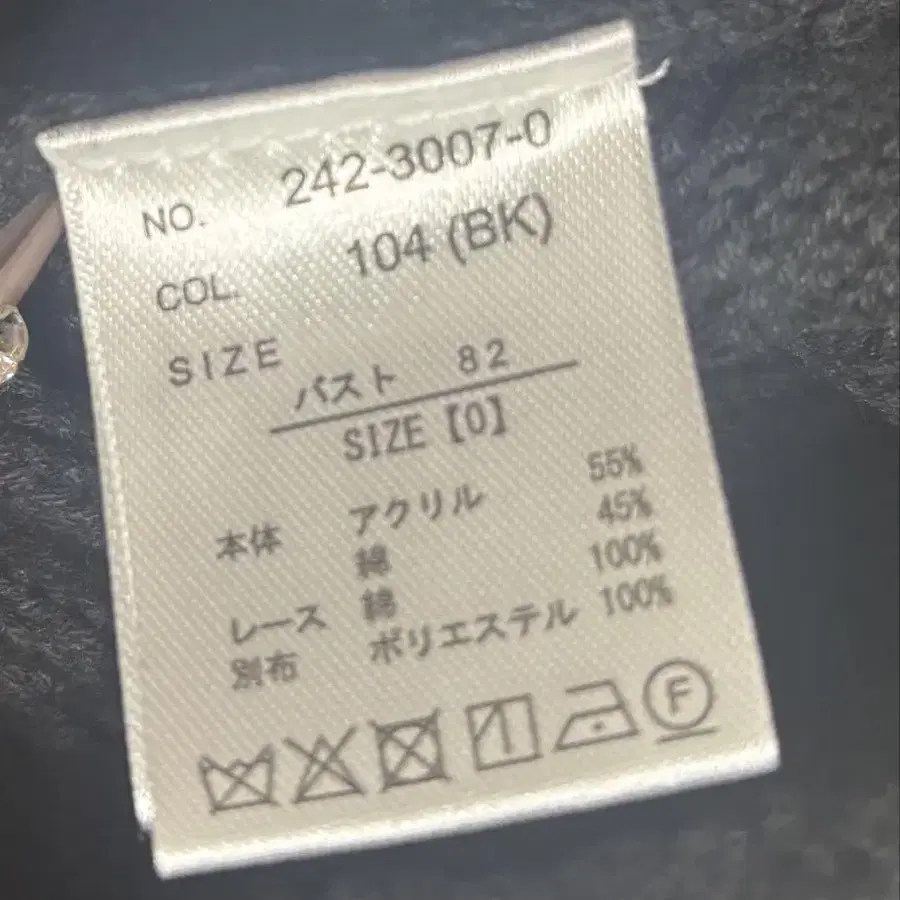 NO. 242-3007-0
COL. 104 (BK)
SIZE
バスト 82
SIZE【0】
本体 アクリル 55%
綿 45%
レース 綿 100%
別布 ポリエステル 100%
F